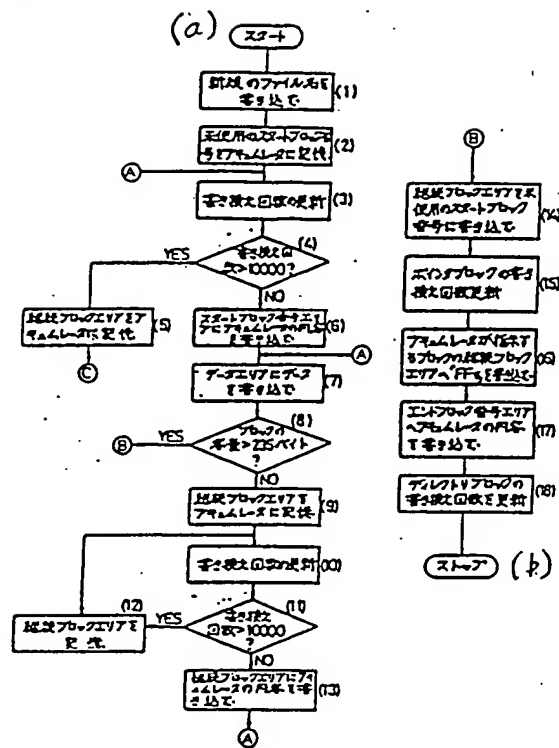 (a)
スタート
新規のファイル名を
書き込む
(1)
未使用のスタートブロック番
号をアキュムレータに記憶
(2)
A
書き換え回数の更新
(3)
書き換え回
数>10000?
(4)
YES
NO
継続ブロックエリアをア
キュムレータに記憶
(5)
C
スタートブロック番号エリ
アにアキュムレータの内容
を書き込む
(6)
A
データエリアにデータ
を書き込む
(7)
ブロックの
容量>235バイト
?
(8)
YES
B
NO
継続ブロックエリアを
アキュムレータに記憶
(9)
書き換え回数の更新
(10)
書き換え
回数>10000
?
(11)
YES
NO
継続ブロックエリアを
記憶
(12)
継続ブロックエリアにアキ
ュムレータの内容を書き
込む
(13)
A
B
継続ブロックエリアを未
使用のスタートブロック
番号に書き込む
(14)
ポインタブロックの書き
換え回数更新
(15)
アキュムレータが指示す
るブロックの継続ブロック
エリアへ"FF"を書き込む
(16)
エンドブロック番号エリア
へアキュムレータの内容
を書き込む
(17)
ディレクトリブロックの
書き換え回数を更新
(18)
ストップ
(b)